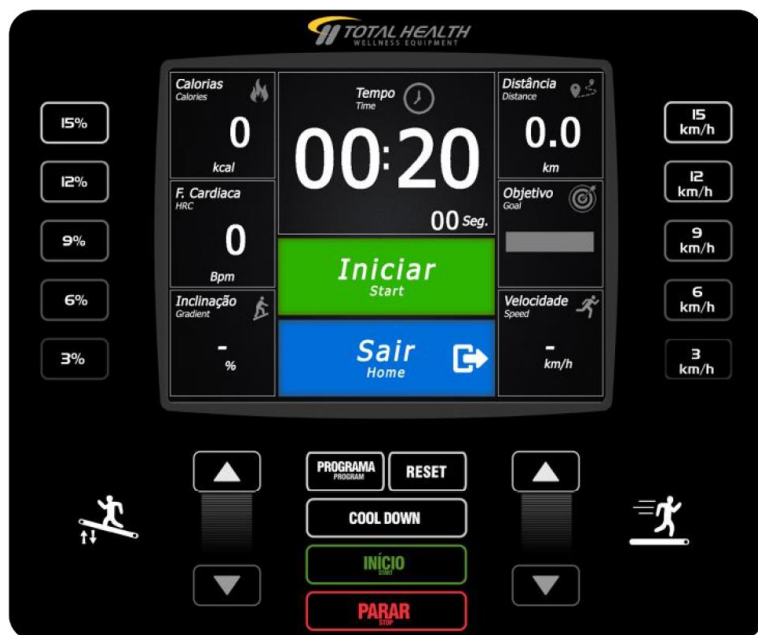 TOTAL HEALTH
WELLNESS EQUIPMENT
15%
12%
9%
6%
3%
Calorias
Calories
0
kcal
F. Cardiaca
HRC
0
Bpm
Inclinação
Gradient
-
%
Tempo
Time
00:20
00 Seg.
Iniciar
Start
Sair
Home
Distância
Distance
0.0
km
Objetivo
Goal
Velocidade
Speed
-
km/h
15
km/h
12
km/h
9
km/h
6
km/h
3
km/h
PROGRAMA
PROGRAM
RESET
COOL DOWN
INÍCIO
START
PARAR
STOP